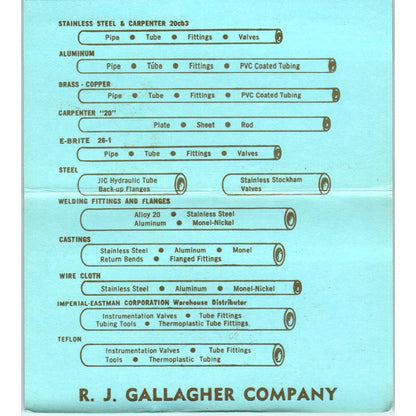 STAINLESS STEEL & CARPENTER 20cb3
Pipe • Tube • Fittings • Valves
ALUMINUM
Pipe • Tube • Fittings • PVC Coated Tubing
BRASS - COPPER
Pipe • Tube • Fittings • PVC Coated Tubing
CARPENTER "20"
Plate • Sheet • Rod
E-BRITE 26-1
Pipe • Tube • Fittings • Valves
STEEL
JIC Hydraulic Tube
Back-up Flanges
Stainless Stockham
Valves
WELDING FITTINGS AND FLANGES
Alloy 20 • Stainless Steel
Aluminum • Monel-Nickel
CASTINGS
Stainless Steel • Aluminum • Monel
Return Bends • Flanged Fittings
WIRE CLOTH
Stainless Steel • Aluminum • Monel-Nickel
IMPERIAL-EASTMAN CORPORATION Warehouse Distributor
Instrumentation Valves • Tube Fittings
Tubing Tools • Thermoplastic Tube Fittings
TEFLON
Instrumentation Valves • Tube Fittings
Tools • Thermoplastic Tubing
R. J. GALLAGHER COMPANY